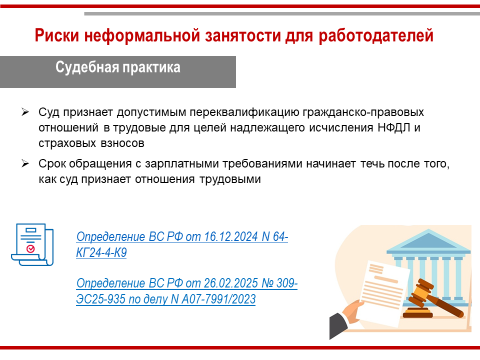 Риски неформальной занятости для работодателей
Судебная практика
Суд признает допустимым переквалификацию гражданско-правовых
отношений в трудовые для целей надлежащего исчисления НФДЛ и
страховых взносов
Срок обращения с зарплатными требованиями начинает течь после того,
как суд признает отношения трудовыми
Определение ВС РФ от 16.12.2024 N 64-
КГ24-4-К9
Определение ВС РФ от 26.02.2025 № 309-
ЭС25-935 по делу N А07-7991/2023